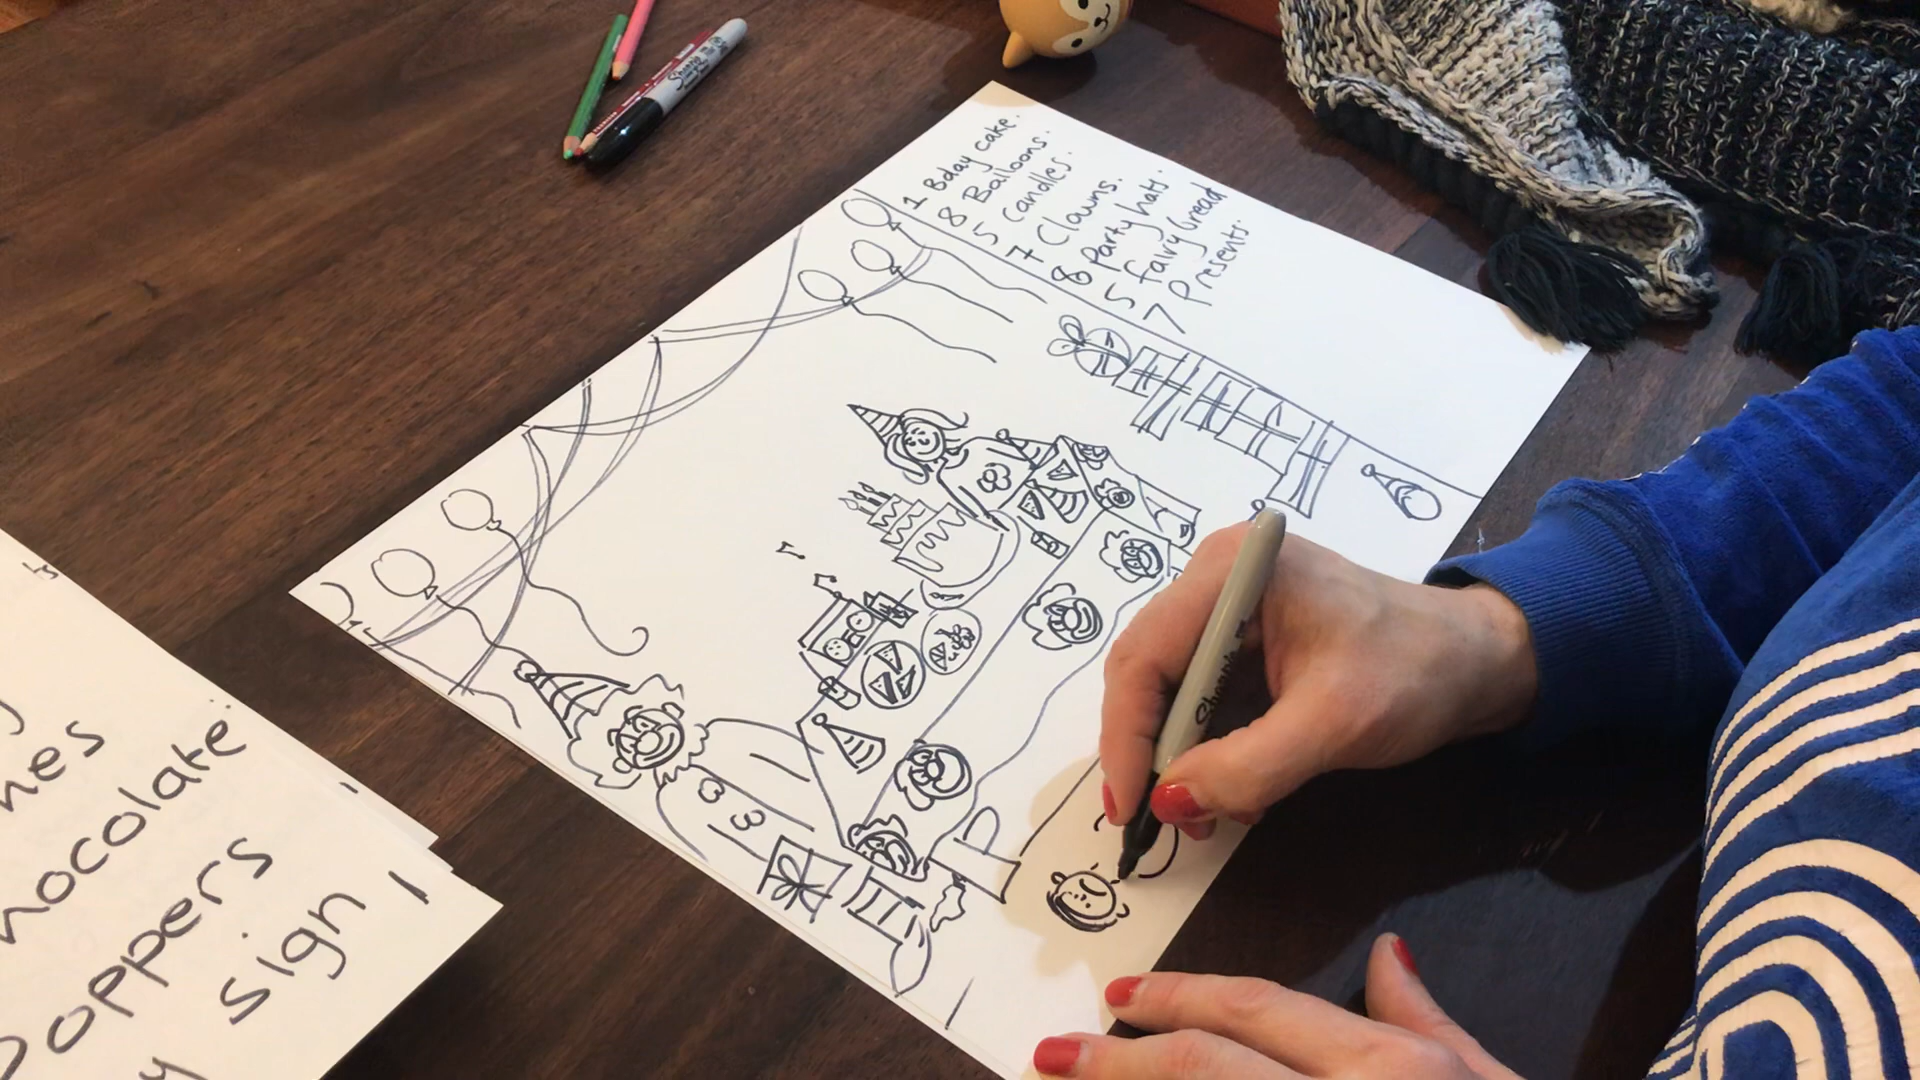 1 Bday cake.
8 Balloons.
5 candles.
7 Clowns.
8 Party hats.
5 fairy bread
7 Presents.
Sharpie
Sharpie
nes
hocolate
oppers
y sign